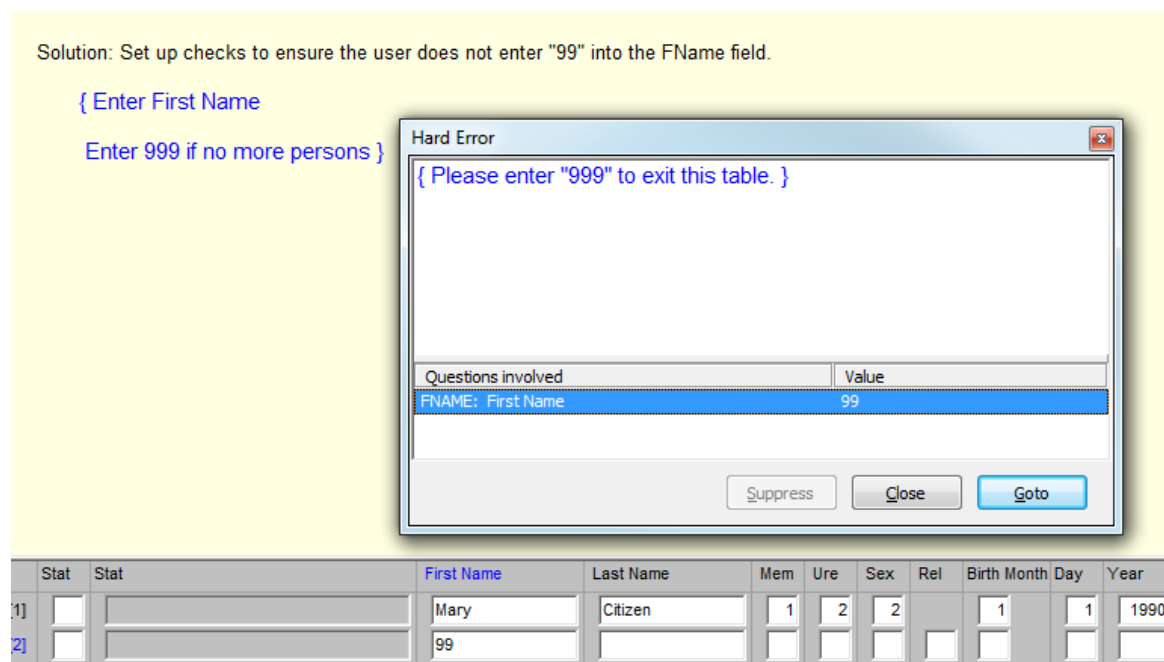 Solution: Set up checks to ensure the user does not enter "99" into the FName field.
{ Enter First Name
Enter 999 if no more persons }
Hard Error
{ Please enter "999" to exit this table. }
Questions involved Value
FNAME: First Name 99
Suppress Close Goto
Stat Stat First Name Last Name Mem Ure Sex Rel Birth Month Day Year
[1] Mary Citizen 1 2 2 1 1 1990
[2] 99